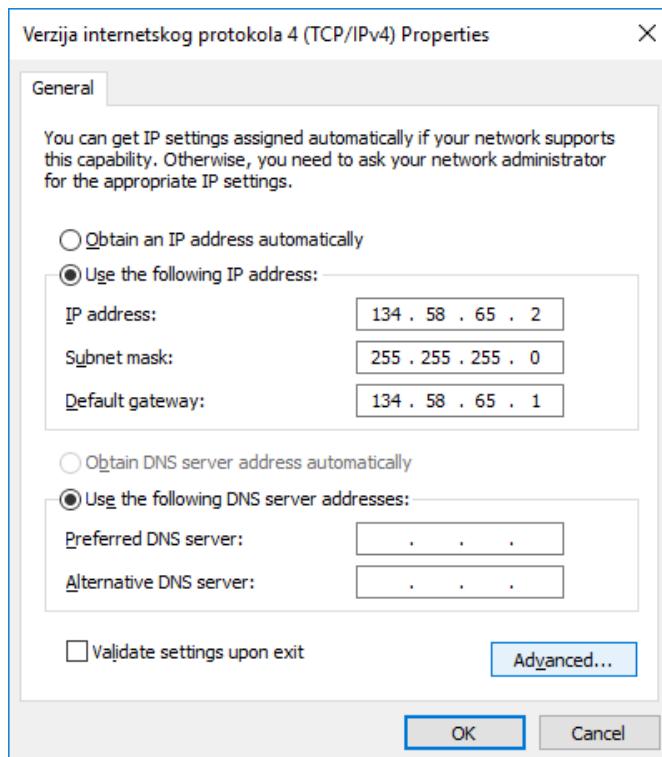 Verzija internetskog protokola 4 (TCP/IPv4) Properties
General
You can get IP settings assigned automatically if your network supports
this capability. Otherwise, you need to ask your network administrator
for the appropriate IP settings.
Obtain an IP address automatically
Use the following IP address:
IP address: 134 . 58 . 65 . 2
Subnet mask: 255 . 255 . 255 . 0
Default gateway: 134 . 58 . 65 . 1
Obtain DNS server address automatically
Use the following DNS server addresses:
Preferred DNS server: . . .
Alternative DNS server: . . .
Validate settings upon exit
Advanced...
OK Cancel